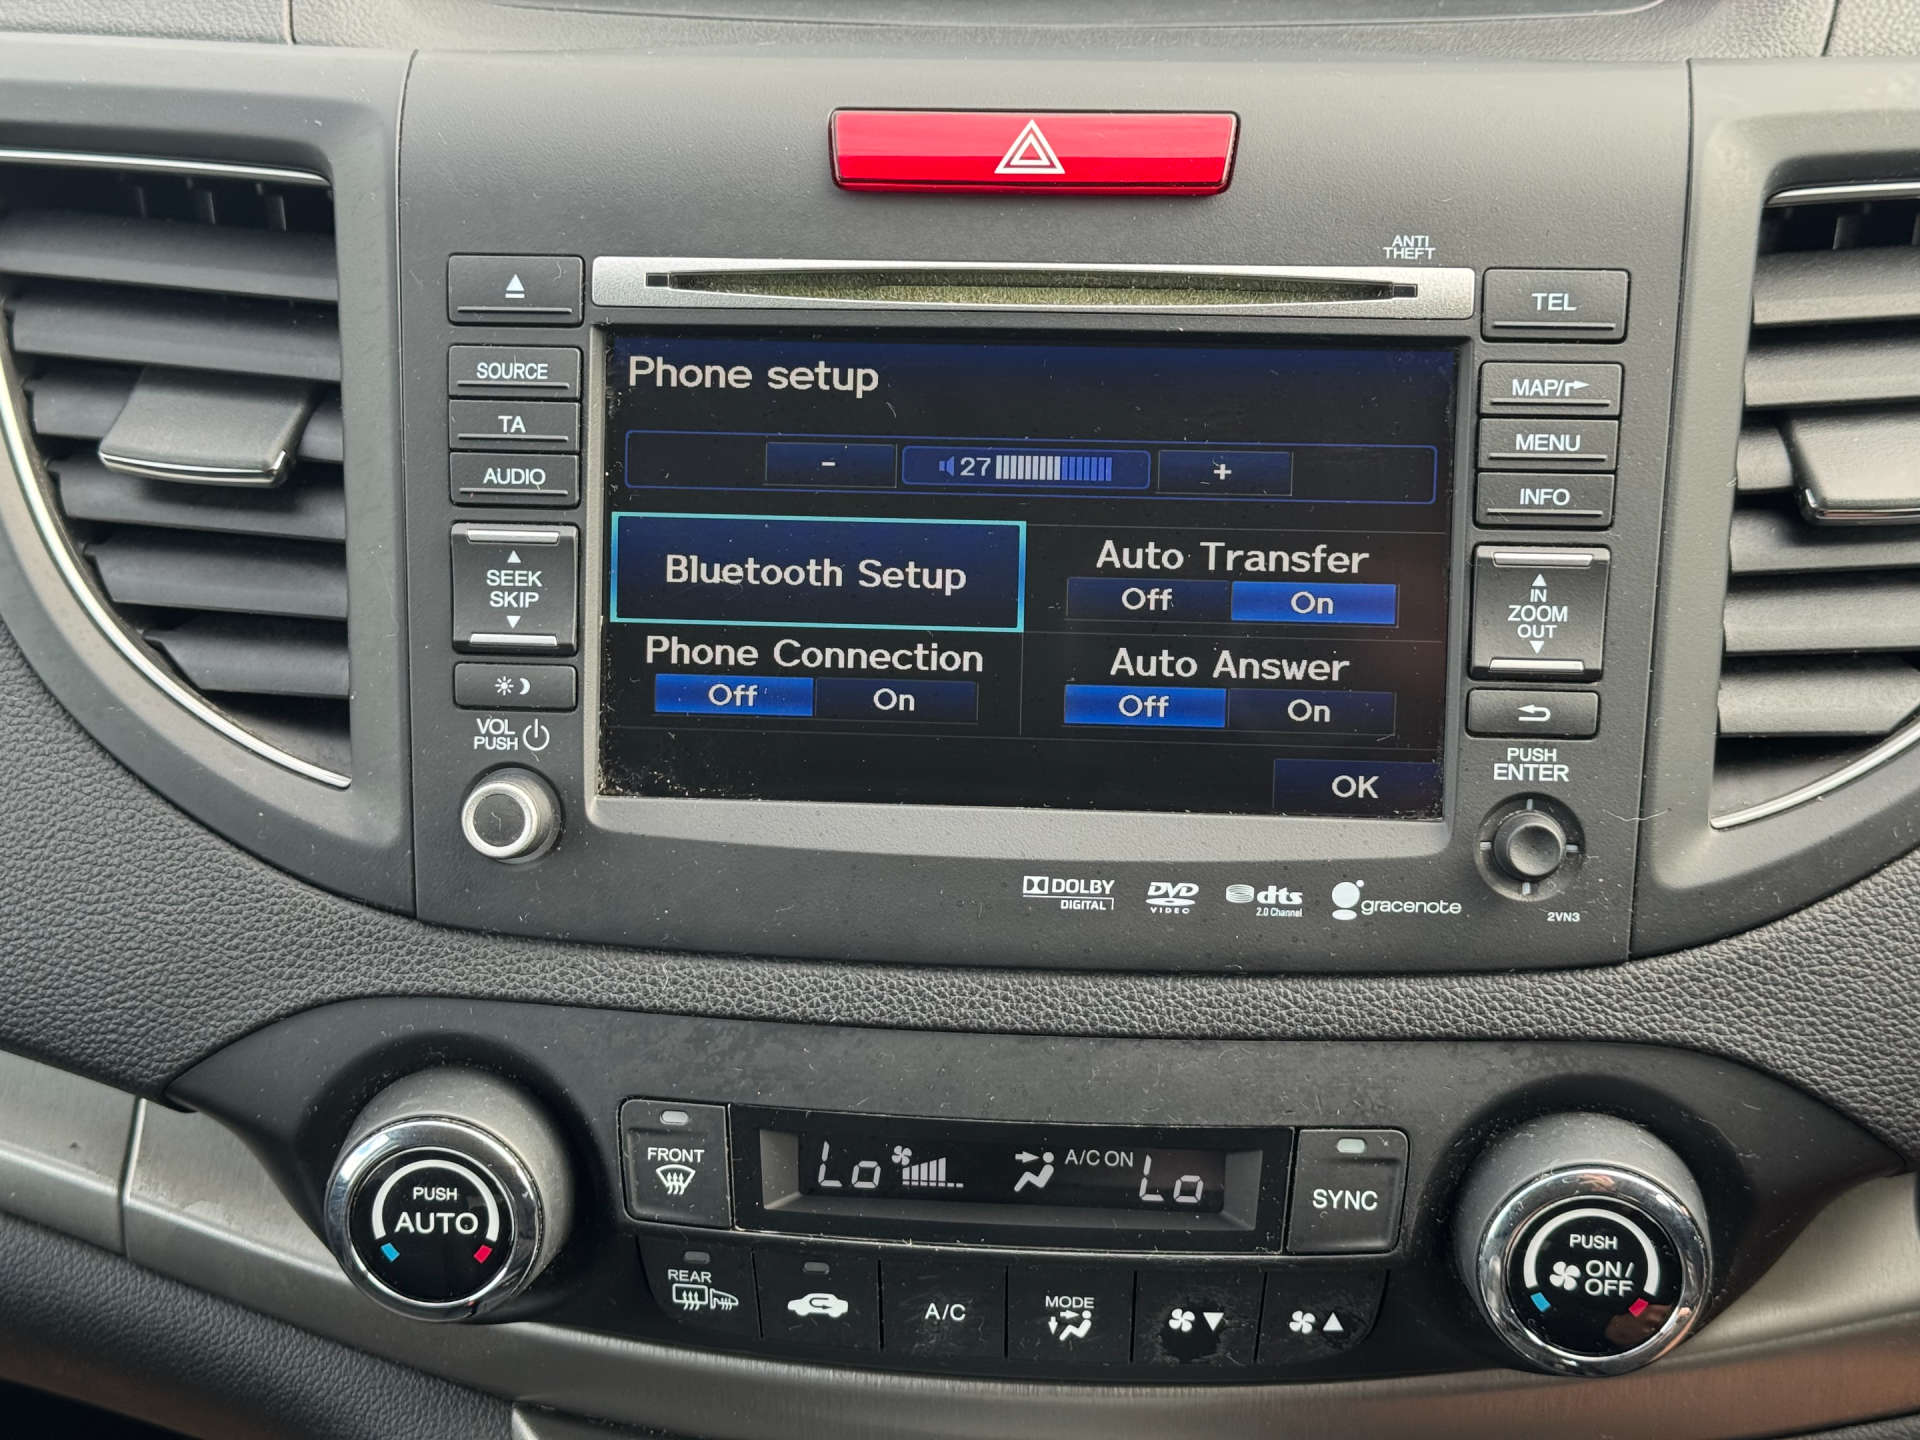 ANTI
THEFT
SOURCE
TA
AUDIO
SEEK
SKIP
VOL
PUSH
Phone setup
- 27 +
Bluetooth Setup
Auto Transfer
Off On
Phone Connection
Off On
Auto Answer
Off On
OK
TEL
MAP/
MENU
INFO
IN
ZOOM
OUT
PUSH
ENTER
DOLBY
DIGITAL
DVD
VIDEO
dts
2.0 Channel
gracenote
2VN3
PUSH
AUTO
FRONT
Lo A/C ON Lo
SYNC
REAR
A/C
MODE
PUSH
ON/
OFF